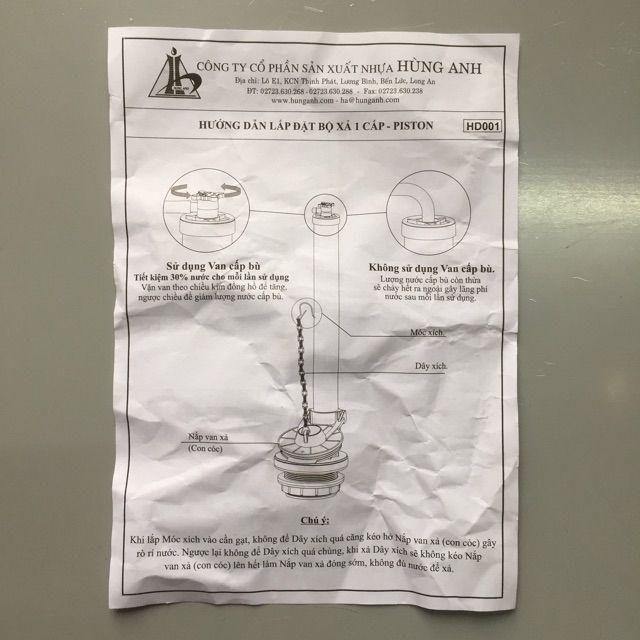 CÔNG TY CỔ PHẦN SẢN XUẤT NHỰA HÙNG ANH
Địa chỉ: Lô E1, KCN Thịnh Phát, Lương Bình, Bến Lức, Long An
ĐT: 02723.630.268 - 02723.630.288 - Fax: 02723.630.238
www.hunganh.com - ha@hunganh.com
HÙNG ANH
HƯỚNG DẪN LẮP ĐẶT BỘ XẢ 1 CẤP - PISTON
HD001
Sử dụng Van cấp bù
Tiết kiệm 30% nước cho mỗi lần sử dụng
Vặn van theo chiều kim đồng hồ để tăng,
ngược chiều để giảm lượng nước cấp bù.
Không sử dụng Van cấp bù.
Lượng nước cấp bù còn thừa
sẽ chảy hết ra ngoài gây lãng phí
nước sau mỗi lần sử dụng.
Móc xích.
Dây xích.
Nắp van xả
(Con cóc)
Chú ý:
Khi lắp Móc xích vào cần gạt, không để Dây xích quá căng kéo hở Nắp van xả (con cóc) gây
rò rỉ nước. Ngược lại không để Dây xích quá chùng, khi xả Dây xích sẽ không kéo Nắp
van xả (con cóc) lên hết làm Nắp van xả đóng sớm, không đủ nước để xả.